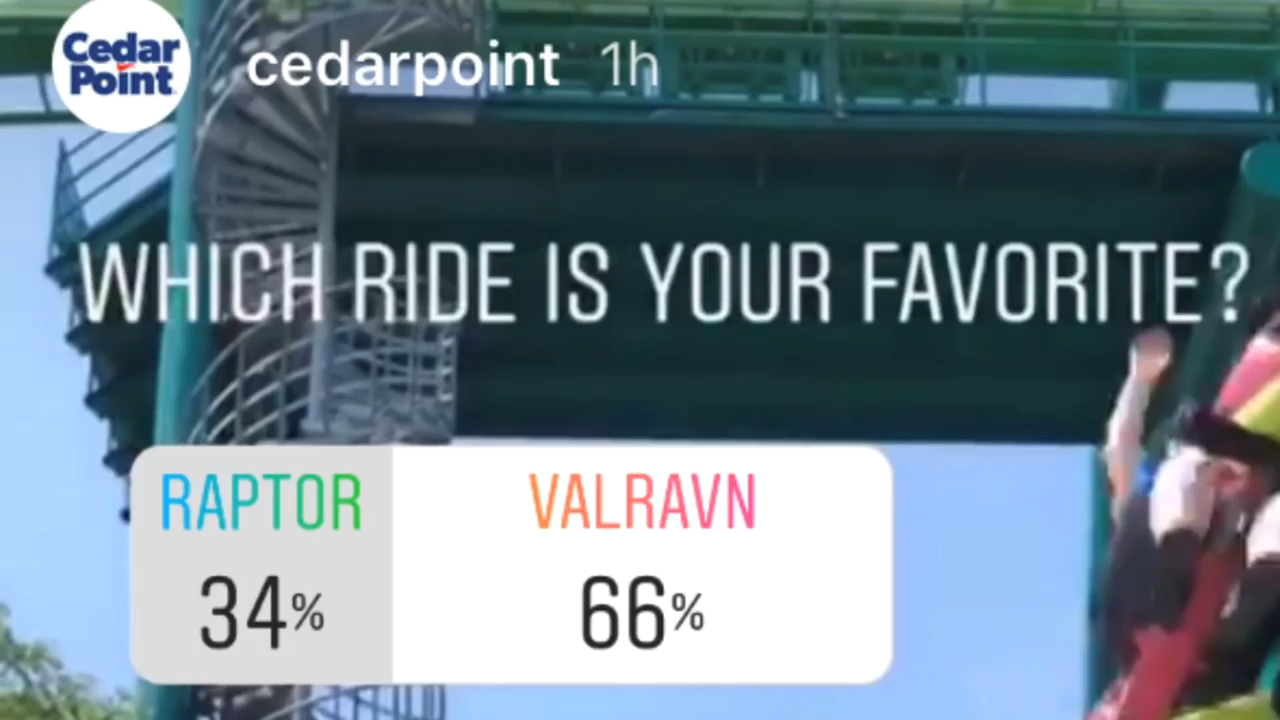 Cedar
Point
cedarpoint 1h
WHICH RIDE IS YOUR FAVORITE?
RAPTOR VALRAVN
34% 66%